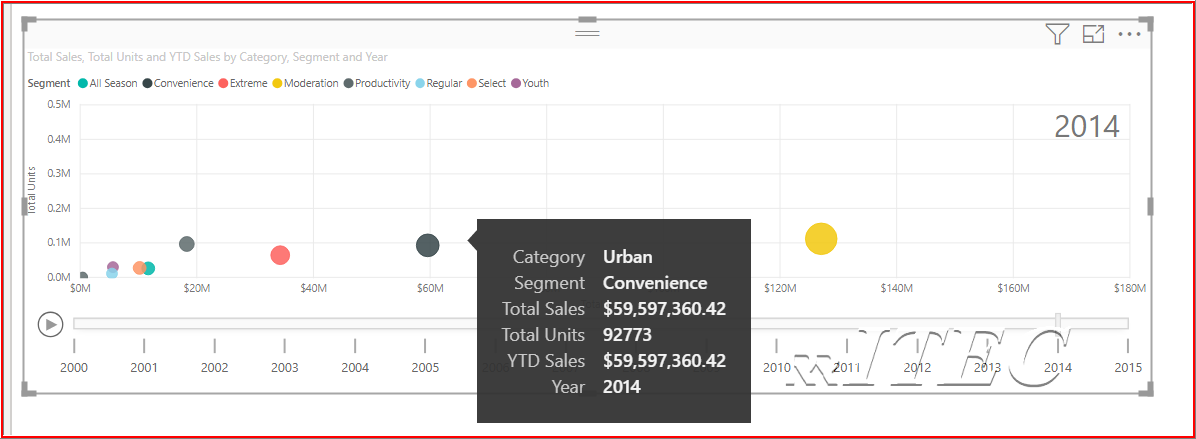 Total Sales, Total Units and YTD Sales by Category, Segment and Year
Segment All Season Convenience Extreme Moderation Productivity Regular Select Youth
2014
0.5M
0.4M
0.3M
0.2M
0.1M
0.0M
Total Units
$0M $20M $40M $60M $120M $140M $160M $180M
Category Urban
Segment Convenience
Total Sales $59,597,360.42
Total Units 92773
YTD Sales $59,597,360.42
Year 2014
2000 2001 2002 2003 2004 2005 2010 2011 2012 2013 2014 2015